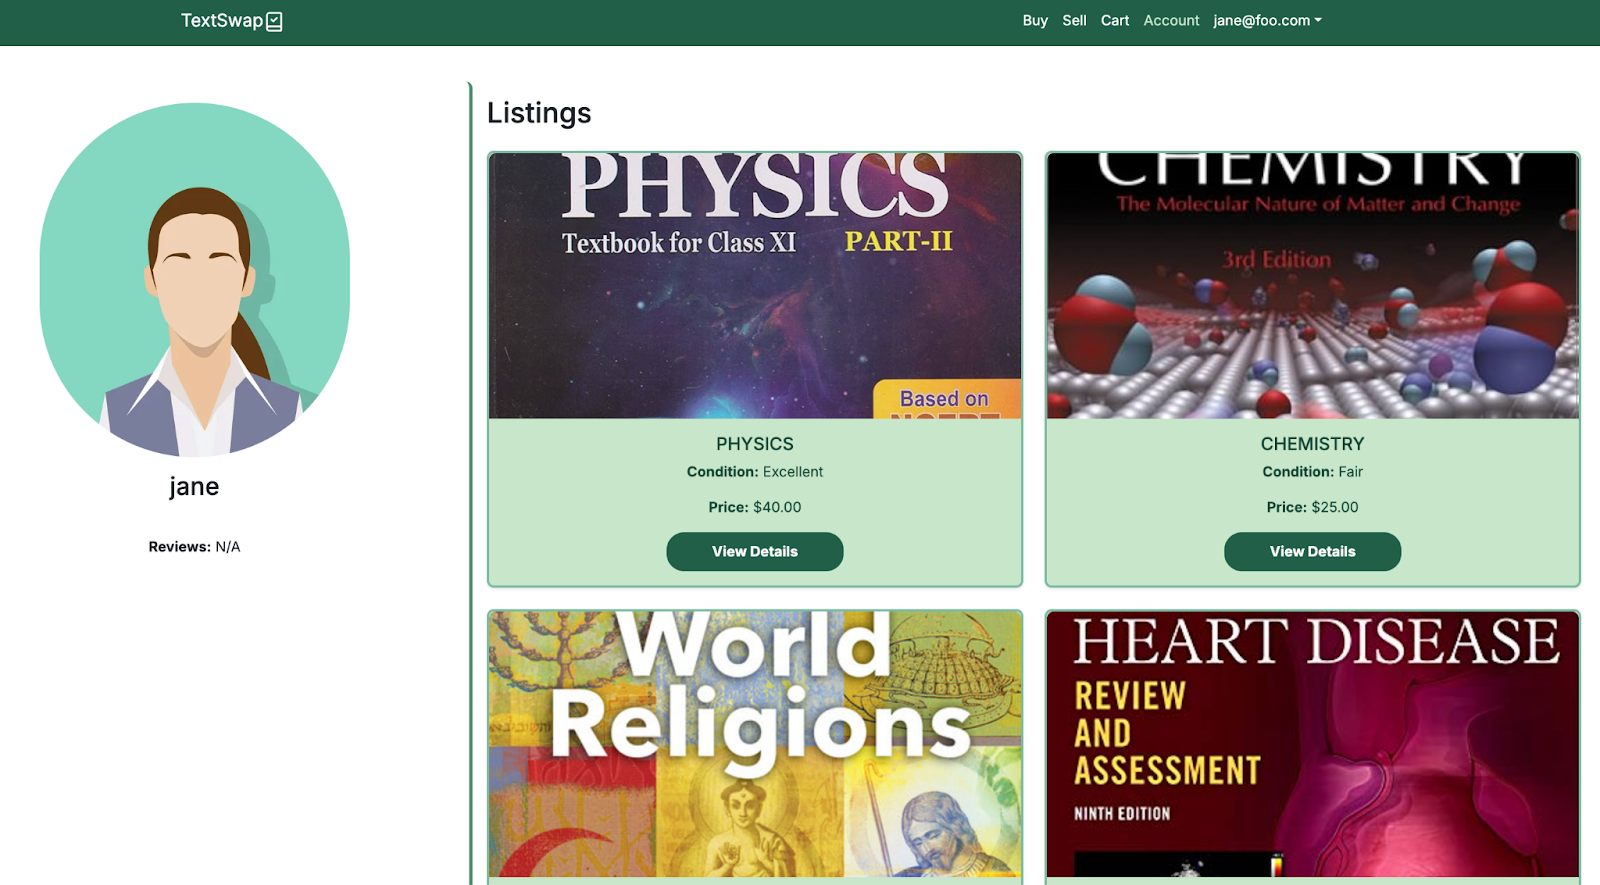 TextSwap
Buy Sell Cart Account jane@foo.com
jane
Reviews: N/A
Listings
PHYSICS
Textbook for Class XI PART-II
Based on
NCERT
PHYSICS
Condition: Excellent
Price: $40.00
View Details
CHEMISTRY
The Molecular Nature of Matter and Change
3rd Edition
CHEMISTRY
Condition: Fair
Price: $25.00
View Details
World
Religions
HEART DISEASE
REVIEW
AND
ASSESSMENT
NINTH EDITION